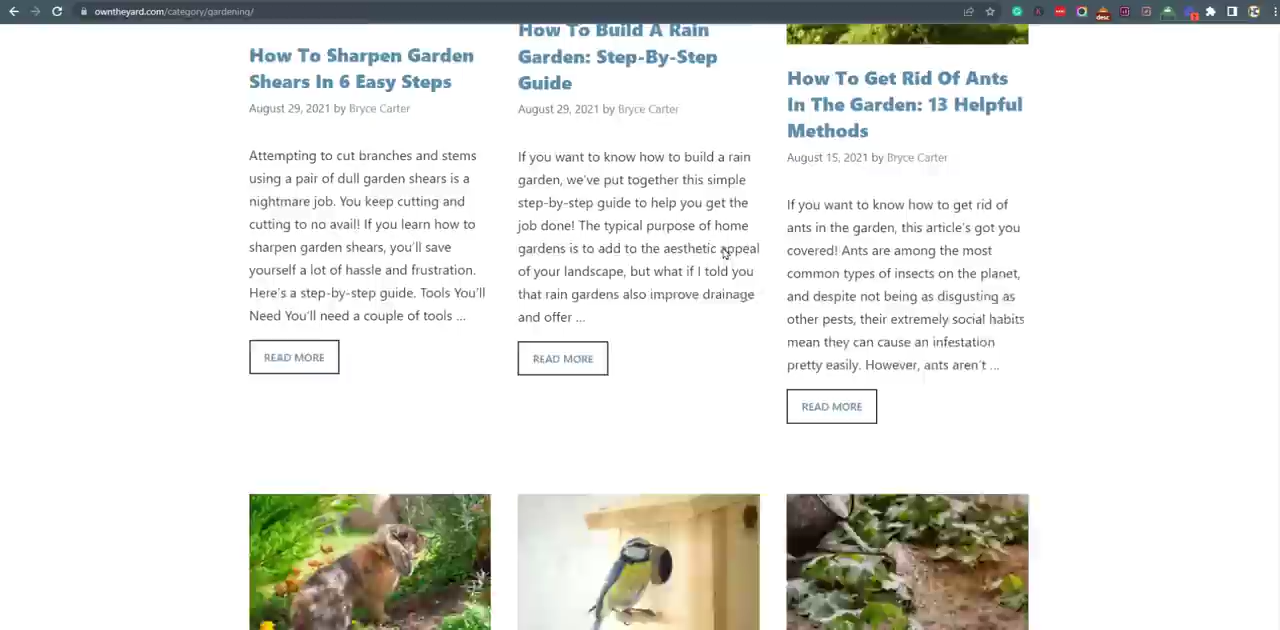 owntheyard.com/category/gardening/
How To Sharpen Garden
Shears In 6 Easy Steps
August 29, 2021 by Bryce Carter
Attempting to cut branches and stems
using a pair of dull garden shears is a
nightmare job. You keep cutting and
cutting to no avail! If you learn how to
sharpen garden shears, you'll save
yourself a lot of hassle and frustration.
Here's a step-by-step guide. Tools You'll
Need You'll need a couple of tools ...
READ MORE
How To Build A Rain
Garden: Step-By-Step
Guide
August 29, 2021 by Bryce Carter
If you want to know how to build a rain
garden, we've put together this simple
step-by-step guide to help you get the
job done! The typical purpose of home
gardens is to add to the aesthetic appeal
of your landscape, but what if I told you
that rain gardens also improve drainage
and offer ...
READ MORE
How To Get Rid Of Ants
In The Garden: 13 Helpful
Methods
August 15, 2021 by Bryce Carter
If you want to know how to get rid of
ants in the garden, this article's got you
covered! Ants are among the most
common types of insects on the planet,
and despite not being as disgusting as
other pests, their extremely social habits
mean they can cause an infestation
pretty easily. However, ants aren't ...
READ MORE